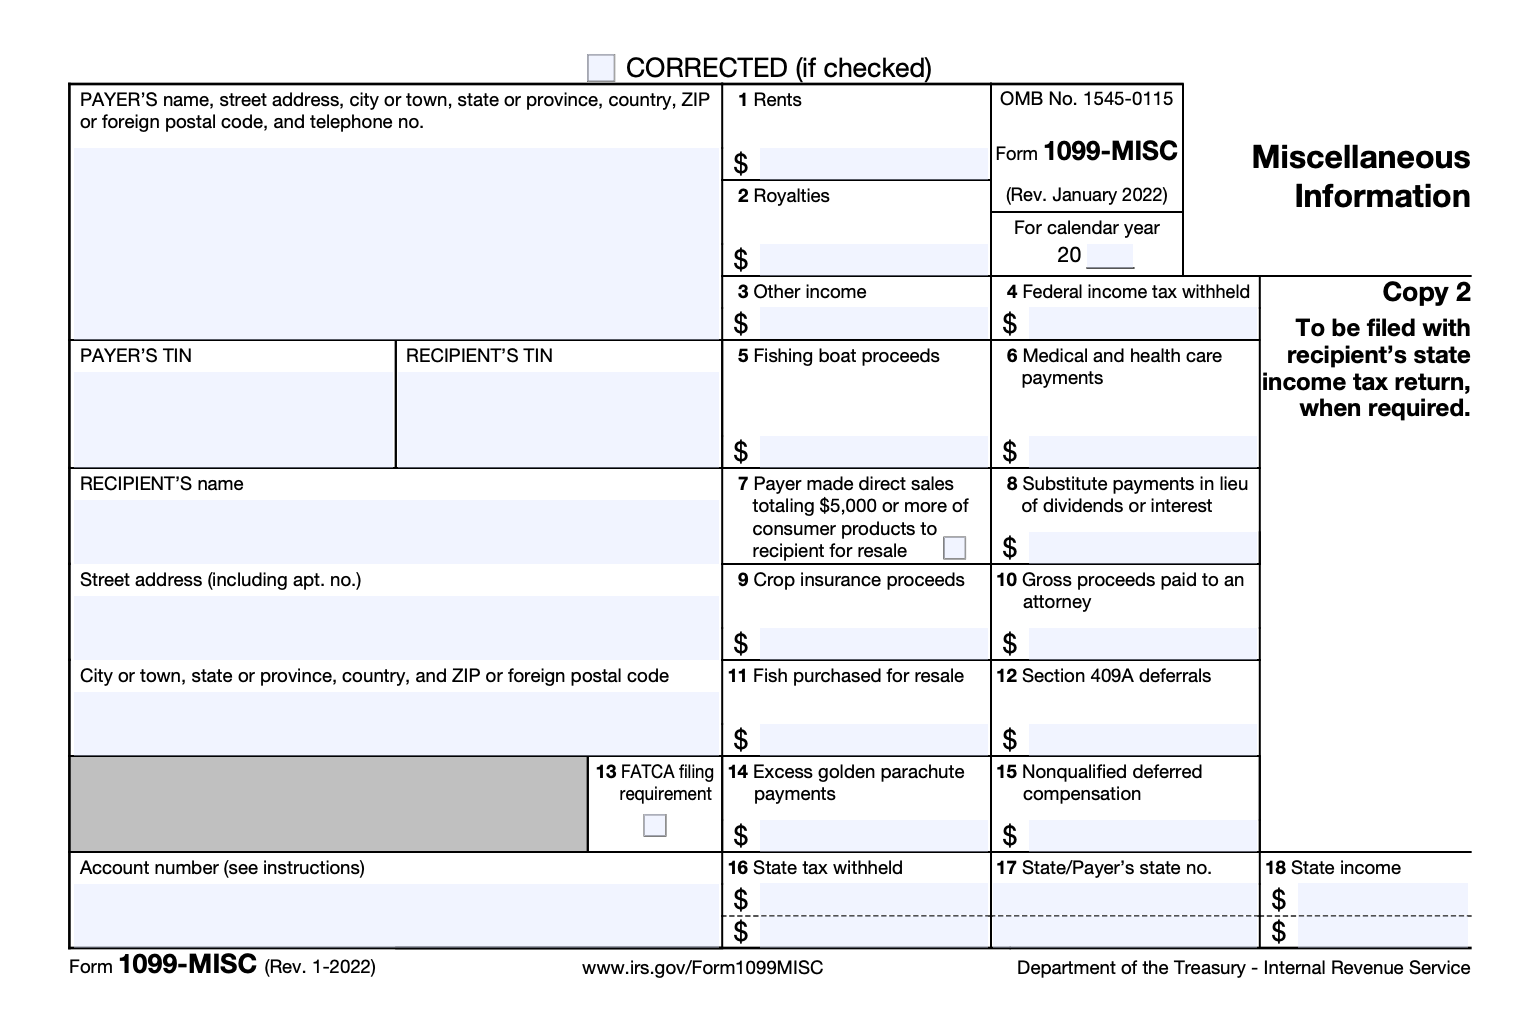 CORRECTED (if checked)
PAYER’S name, street address, city or town, state or province, country, ZIP
or foreign postal code, and telephone no.
1 Rents
$
2 Royalties
$
OMB No. 1545-0115
Form 1099-MISC
(Rev. January 2022)
For calendar year
20
Miscellaneous
Information
3 Other income
$
4 Federal income tax withheld
$
Copy 2
To be filed with
recipient’s state
income tax return,
when required.
PAYER’S TIN
RECIPIENT’S TIN
5 Fishing boat proceeds
$
6 Medical and health care
payments
$
RECIPIENT’S name
7 Payer made direct sales
totaling $5,000 or more of
consumer products to
recipient for resale
8 Substitute payments in lieu
of dividends or interest
$
Street address (including apt. no.)
9 Crop insurance proceeds
$
10 Gross proceeds paid to an
attorney
$
City or town, state or province, country, and ZIP or foreign postal code
11 Fish purchased for resale
$
12 Section 409A deferrals
$
13 FATCA filing
requirement
14 Excess golden parachute
payments
$
15 Nonqualified deferred
compensation
$
Account number (see instructions)
16 State tax withheld
$
$
17 State/Payer’s state no.
18 State income
$
$
Form 1099-MISC (Rev. 1-2022)
www.irs.gov/Form1099MISC
Department of the Treasury - Internal Revenue Service